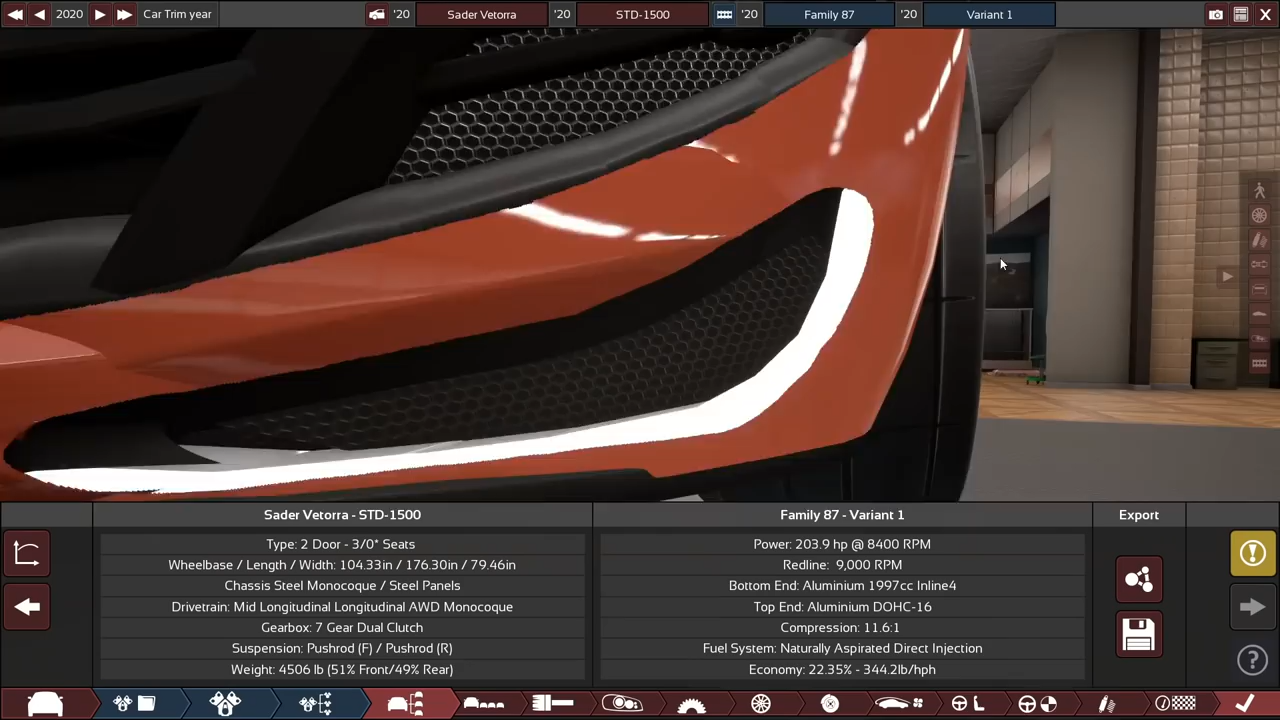 2020 Car Trim year '20 Sader Vetorra '20 STD-1500 '20 Family 87 '20 Variant 1
Sader Vetorra - STD-1500
Type: 2 Door - 3/0* Seats
Wheelbase / Length / Width: 104.33in / 176.30in / 79.46in
Chassis Steel Monocoque / Steel Panels
Drivetrain: Mid Longitudinal Longitudinal AWD Monocoque
Gearbox: 7 Gear Dual Clutch
Suspension: Pushrod (F) / Pushrod (R)
Weight: 4506 lb (51% Front/49% Rear)
Family 87 - Variant 1
Power: 203.9 hp @ 8400 RPM
Redline: 9,000 RPM
Bottom End: Aluminium 1997cc Inline4
Top End: Aluminium DOHC-16
Compression: 11.6:1
Fuel System: Naturally Aspirated Direct Injection
Economy: 22.35% - 344.2lb/hph
Export